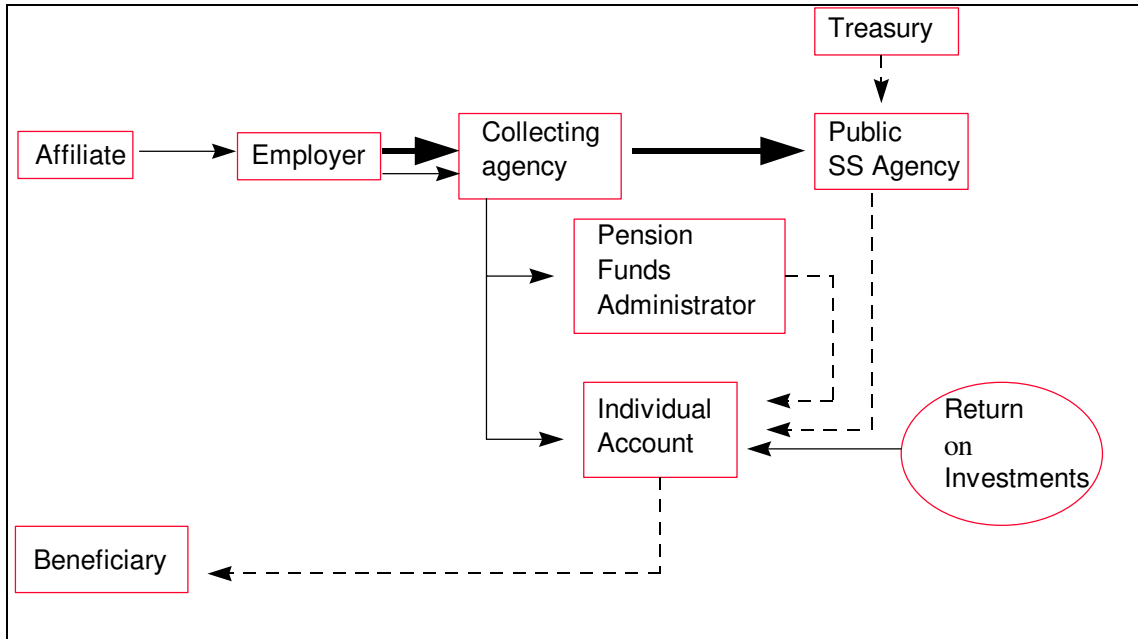 Treasury
Affiliate
Employer
Collecting
agency
Public
SS Agency
Pension
Funds
Administrator
Individual
Account
Return
on
Investments
Beneficiary